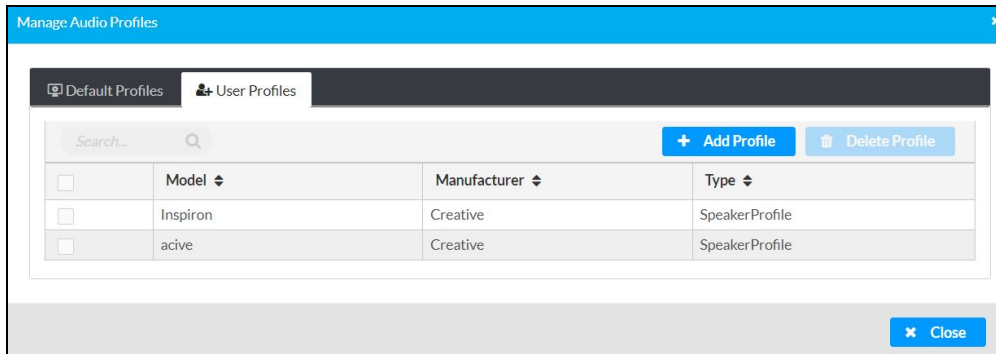 Manage Audio Profiles
Default Profiles User Profiles
Search... + Add Profile Delete Profile
Model Manufacturer Type
Inspiron Creative SpeakerProfile
acive Creative SpeakerProfile
Close